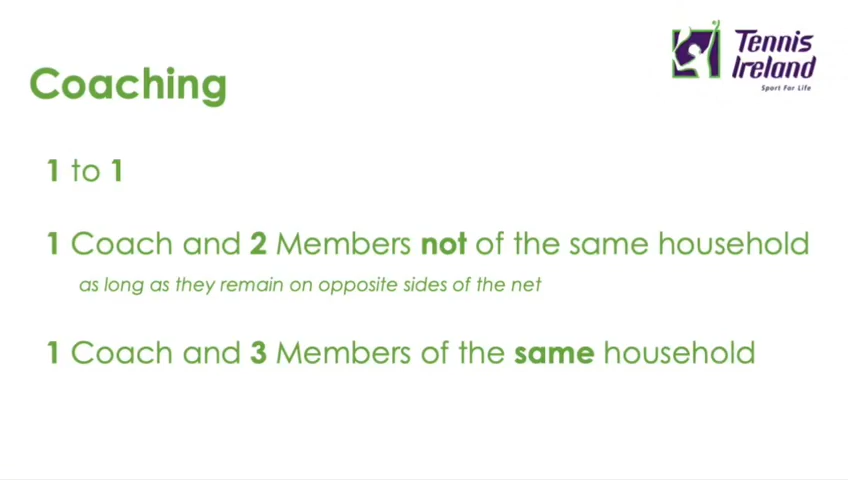 Tennis
Ireland
Sport For Life
Coaching
1 to 1
1 Coach and 2 Members not of the same household
as long as they remain on opposite sides of the net
1 Coach and 3 Members of the same household